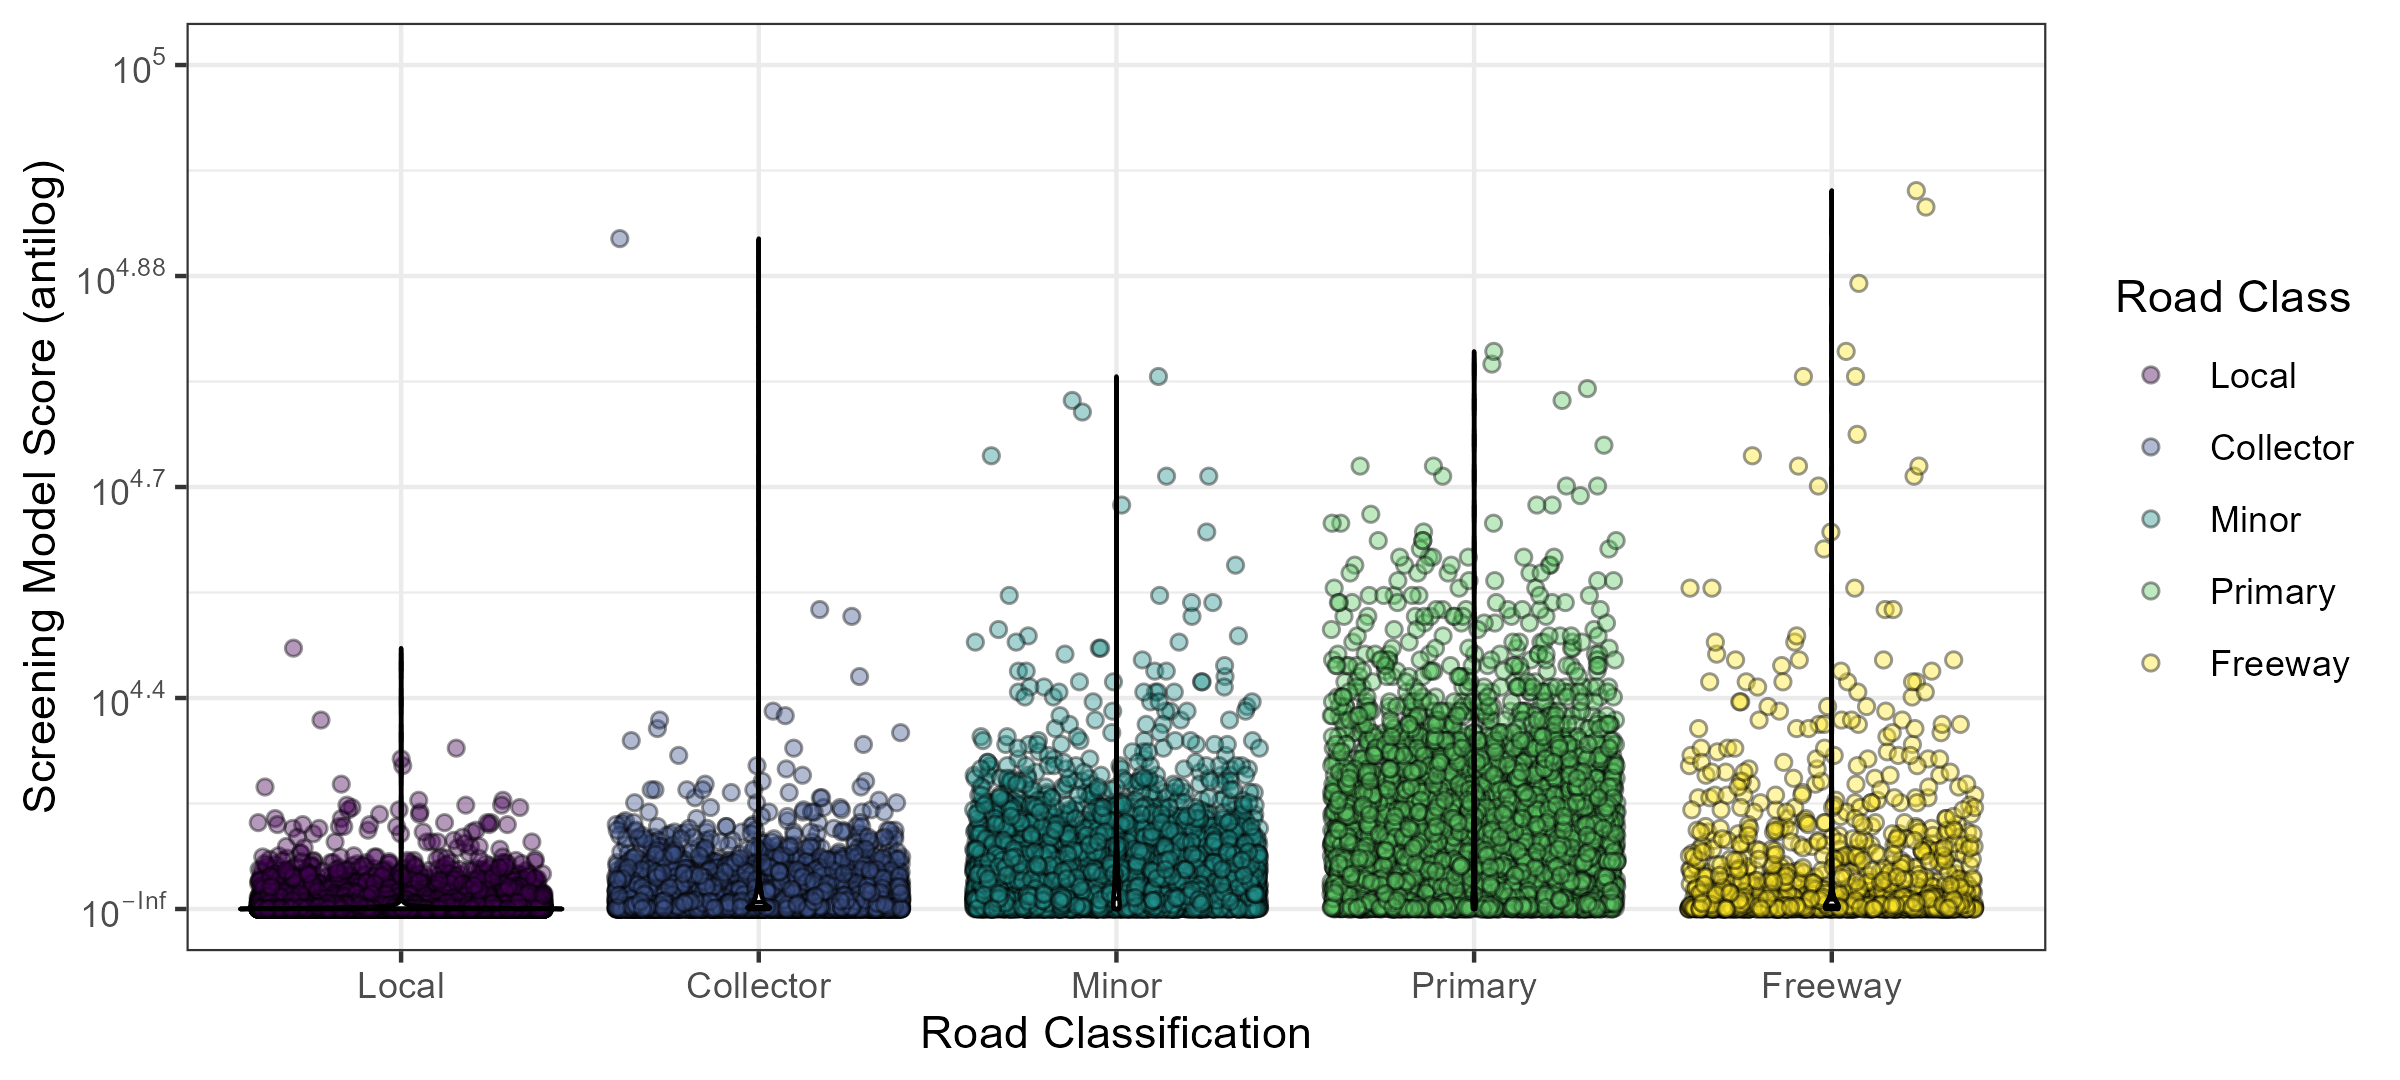 Screening Model Score (antilog)
10^5
10^4.88
10^4.7
10^4.4
10^−Inf
Local
Collector
Minor
Primary
Freeway
Road Classification
Road Class
Local
Collector
Minor
Primary
Freeway